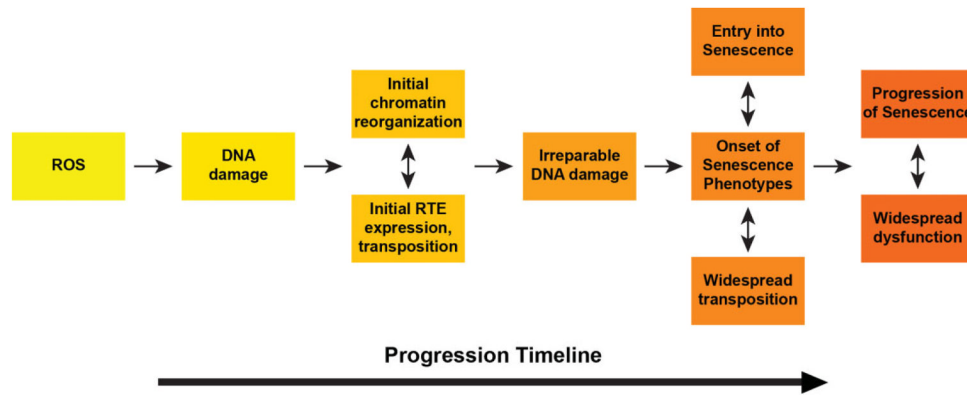 ROS
DNA
damage
Initial
chromatin
reorganization
Initial RTE
expression,
transposition
Irreparable
DNA damage
Entry into
Senescence
Onset of
Senescence
Phenotypes
Widespread
transposition
Progression
of Senescence
Widespread
dysfunction
Progression Timeline